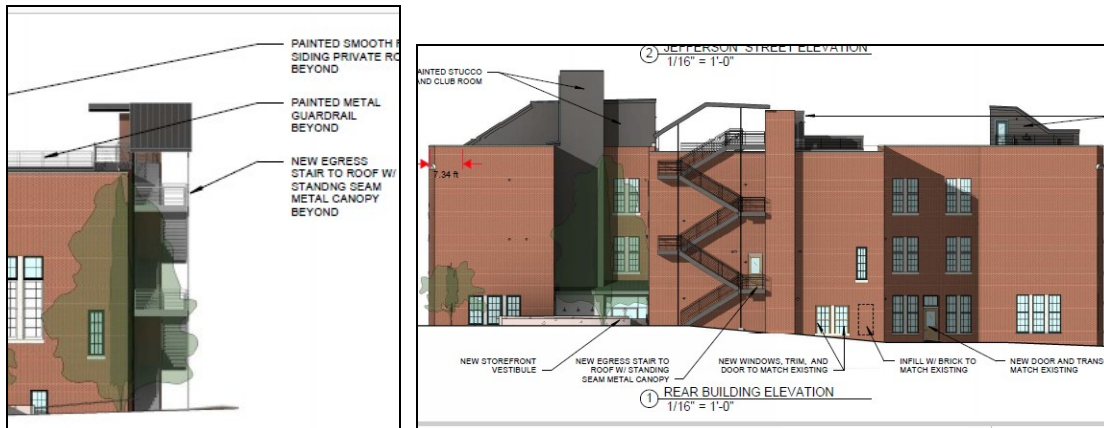 PAINTED SMOOTH
SIDING PRIVATE
BEYOND
PAINTED METAL
GUARDRAIL
BEYOND
NEW EGRESS
STAIR TO ROOF W/
STANDNG SEAM
METAL CANOPY
BEYOND
2 JEFFERSON STREET ELEVATION
1/16" = 1'-0"
AINTED STUCCO
AND CLUB ROOM
7.34 ft
NEW STOREFRONT
VESTIBULE
NEW EGRESS STAIR TO
ROOF W/ STANDING
SEAM METAL CANOPY
NEW WINDOWS, TRIM, AND
DOOR TO MATCH EXISTING
INFILL W/ BRICK TO
MATCH EXISTING
NEW DOOR AND TRANS
MATCH EXISTING
1 REAR BUILDING ELEVATION
1/16" = 1'-0"